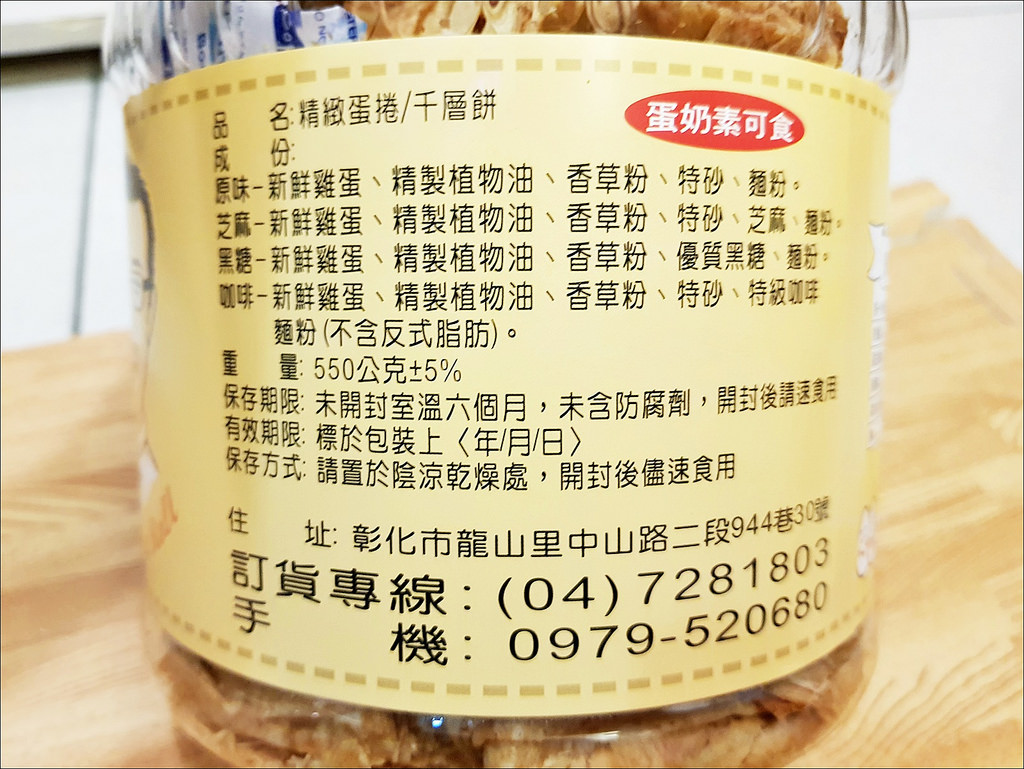 品 名:精緻蛋捲/千層餅
蛋奶素可食
成 份:
原味-新鮮雞蛋、精製植物油、香草粉、特砂、麵粉。
芝麻-新鮮雞蛋、精製植物油、香草粉、特砂、芝麻、麵粉。
黑糖-新鮮雞蛋、精製植物油、香草粉、優質黑糖、麵粉。
咖啡-新鮮雞蛋、精製植物油、香草粉、特砂、特級咖啡
麵粉(不含反式脂肪)。
重 量: 550公克±5%
保存期限: 未開封室溫六個月，未含防腐劑，開封後請速食用
有效期限: 標於包裝上〈年/月/日〉
保存方式: 請置於陰涼乾燥處，開封後儘速食用
住 址: 彰化市龍山里中山路二段944巷30號
訂貨專線: (04)7281803
手 機: 0979-520680